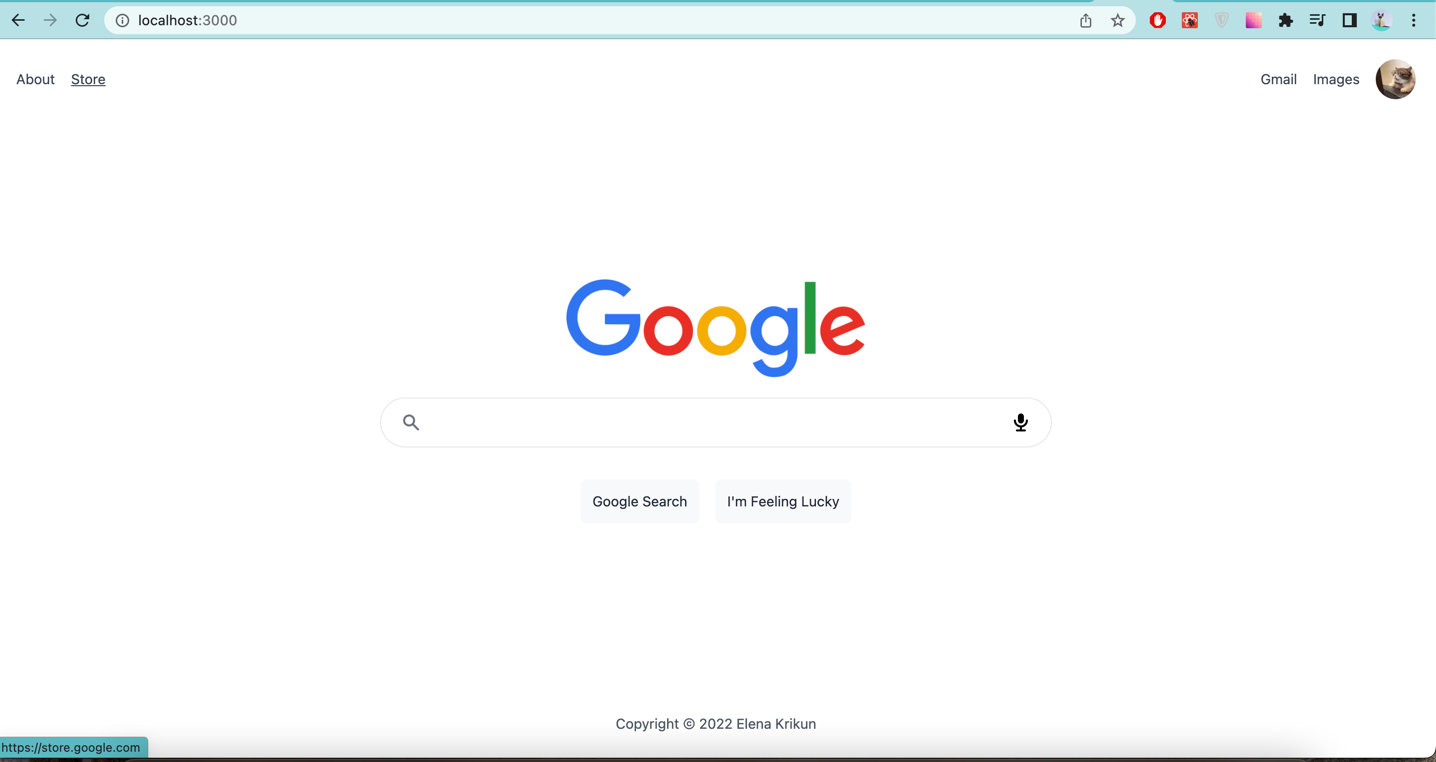 localhost:3000
About Store Gmail Images
Google
Google Search I'm Feeling Lucky
Copyright © 2022 Elena Krikun
https://store.google.com